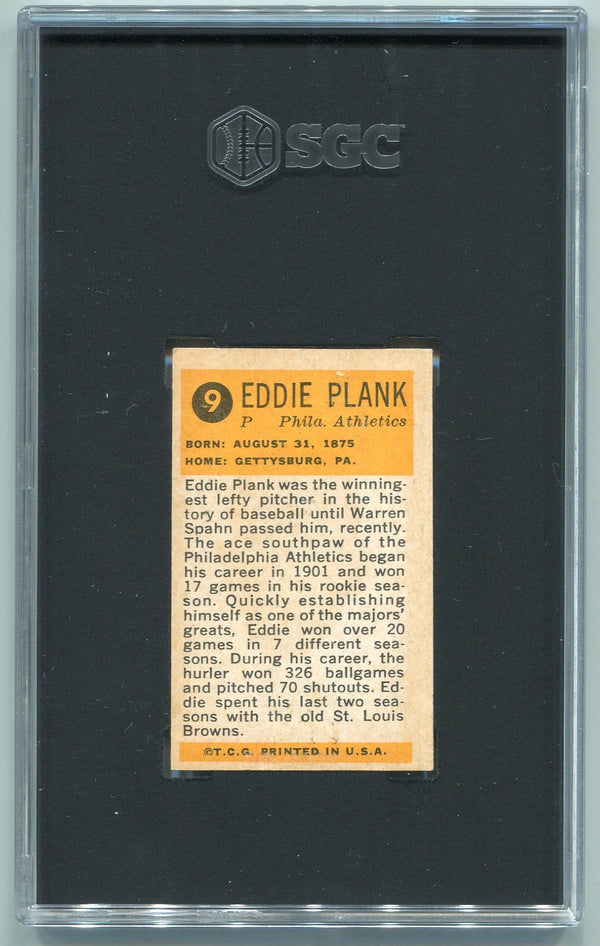 SGC
9 EDDIE PLANK
P Phila. Athletics
BORN: AUGUST 31, 1875
HOME: GETTYSBURG, PA.
Eddie Plank was the winning-
est lefty pitcher in the his-
tory of baseball until Warren
Spahn passed him, recently.
The ace southpaw of the
Philadelphia Athletics began
his career in 1901 and won
17 games in his rookie sea-
son. Quickly establishing
himself as one of the majors'
greats, Eddie won over 20
games in 7 different sea-
sons. During his career, the
hurler won 326 ballgames
and pitched 70 shutouts. Ed-
die spent his last two sea-
sons with the old St. Louis
Browns.
©T.C.G. PRINTED IN U.S.A.